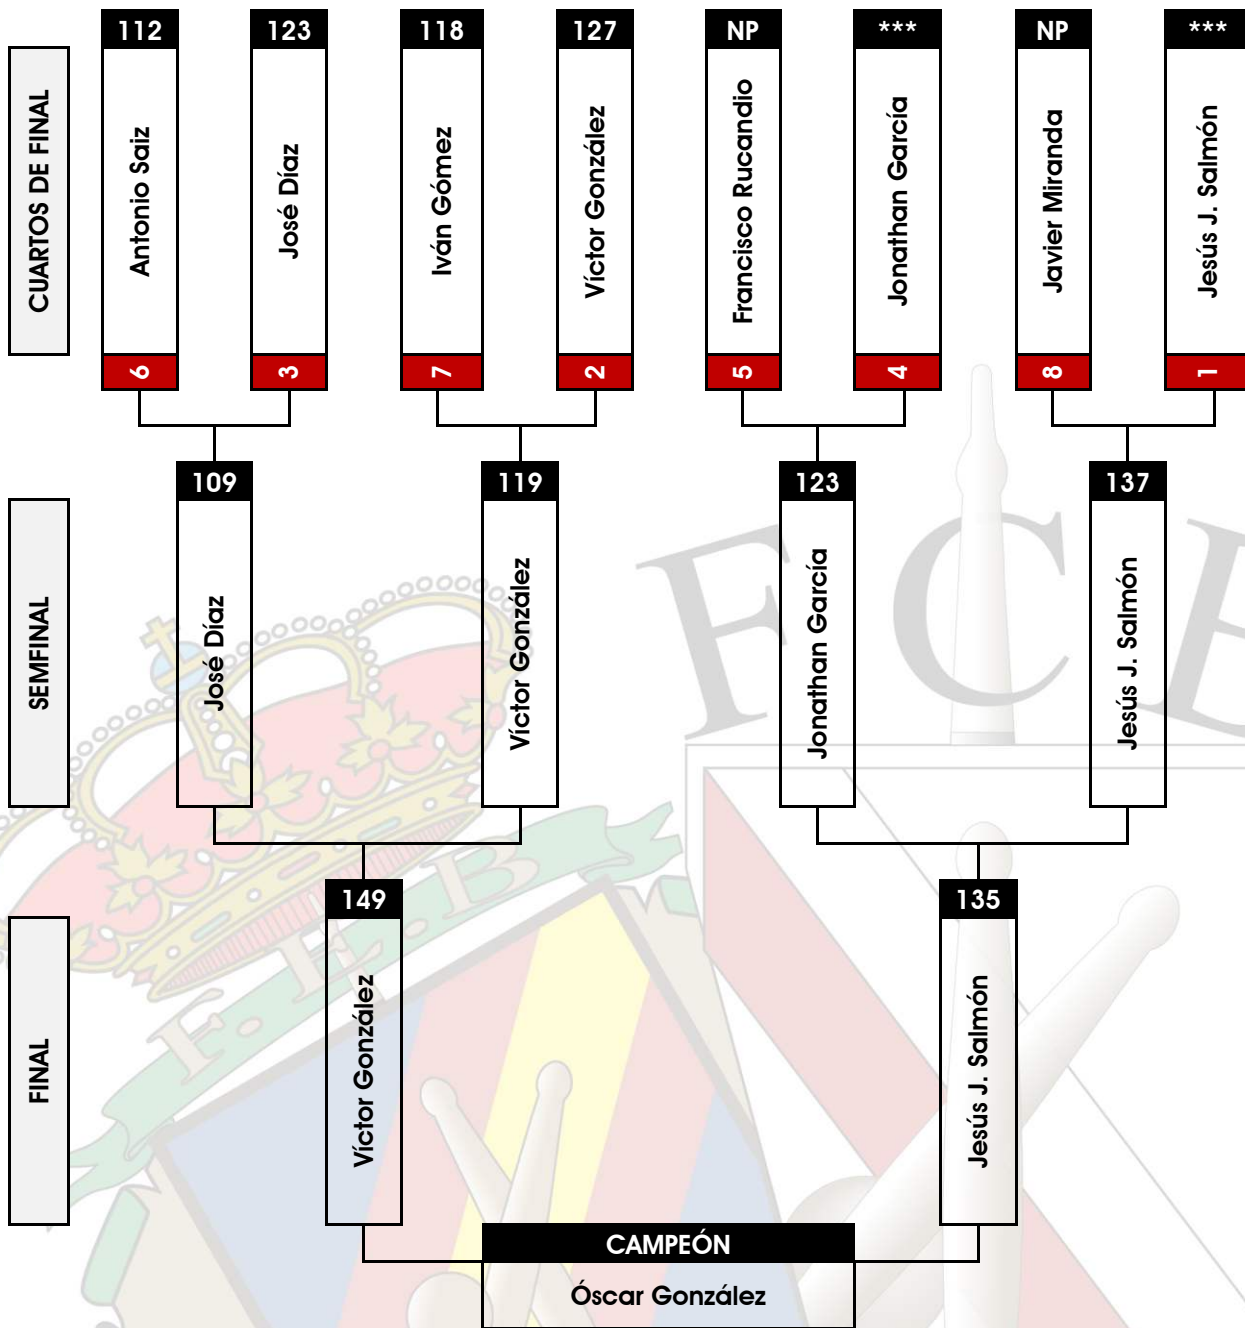 112 123 118 127 NP *** NP ***
CUARTOS DE FINAL
Antonio Saiz
José Díaz
Iván Gómez
Víctor González
Francisco Rucandio
Jonathan García
Javier Miranda
Jesús J. Salmón
6 3 7 2 5 4 8 1
109 119 123 137
SEMFINAL
José Díaz
Víctor González
Jonathan García
Jesús J. Salmón
F C E
F.E.B
149 135
FINAL
Víctor González
Jesús J. Salmón
CAMPEÓN
Óscar González